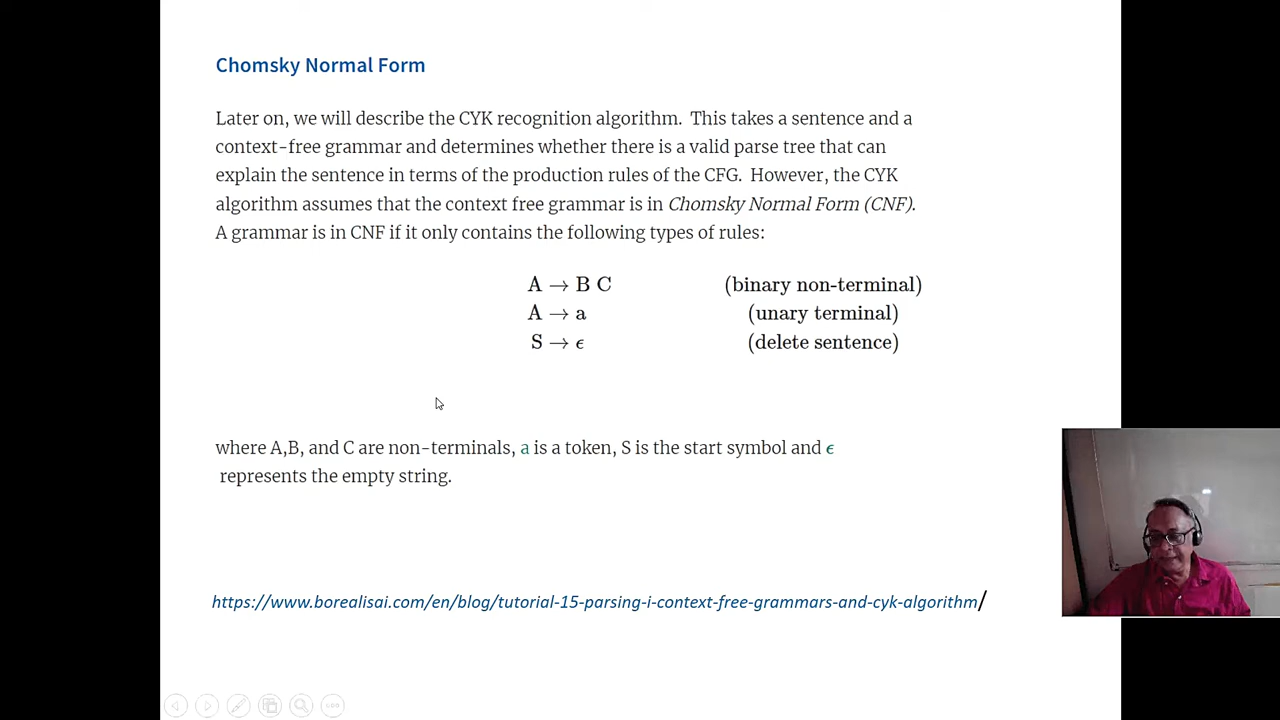 Chomsky Normal Form
Later on, we will describe the CYK recognition algorithm. This takes a sentence and a
context-free grammar and determines whether there is a valid parse tree that can
explain the sentence in terms of the production rules of the CFG. However, the CYK
algorithm assumes that the context free grammar is in Chomsky Normal Form (CNF).
A grammar is in CNF if it only contains the following types of rules:
A → B C (binary non-terminal)
A → a (unary terminal)
S → ϵ (delete sentence)
where A,B, and C are non-terminals, a is a token, S is the start symbol and ϵ
represents the empty string.
https://www.borealisai.com/en/blog/tutorial-15-parsing-i-context-free-grammars-and-cyk-algorithm/